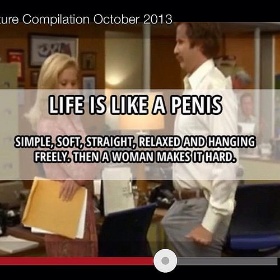 ture Compilation October 2013
LIFE IS LIKE A PENIS
SIMPLE, SOFT, STRAIGHT, RELAXED AND HANGING
FREELY. THEN A WOMAN MAKES IT HARD.